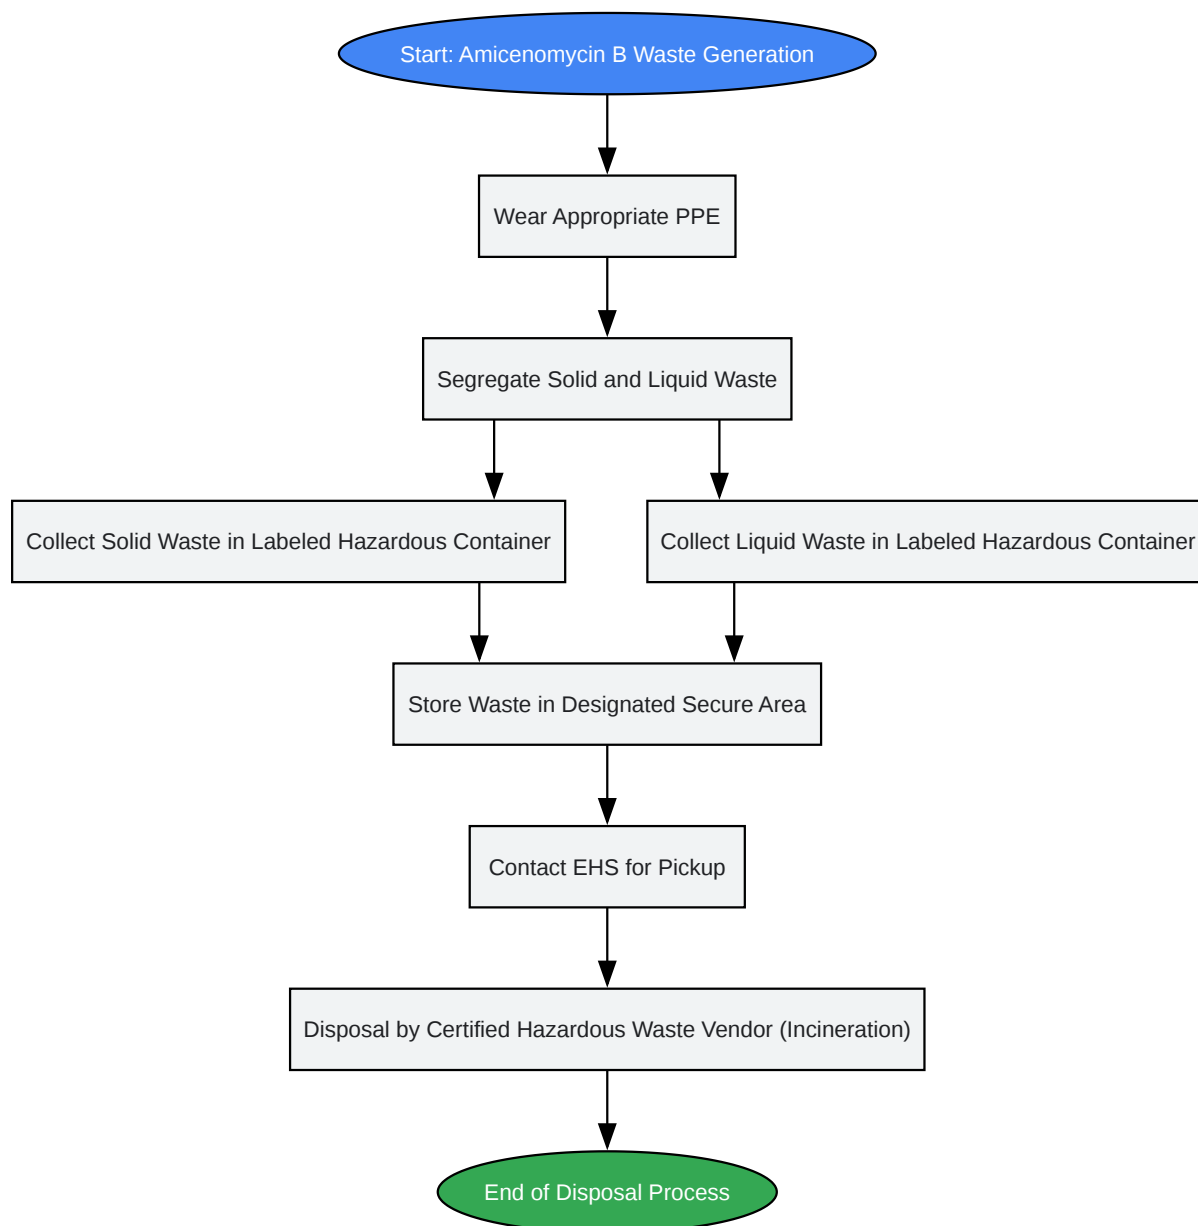 Start: Amicenomycin B Waste Generation
Wear Appropriate PPE
Segregate Solid and Liquid Waste
Collect Solid Waste in Labeled Hazardous Container
Collect Liquid Waste in Labeled Hazardous Container
Store Waste in Designated Secure Area
Contact EHS for Pickup
Disposal by Certified Hazardous Waste Vendor (Incineration)
End of Disposal Process